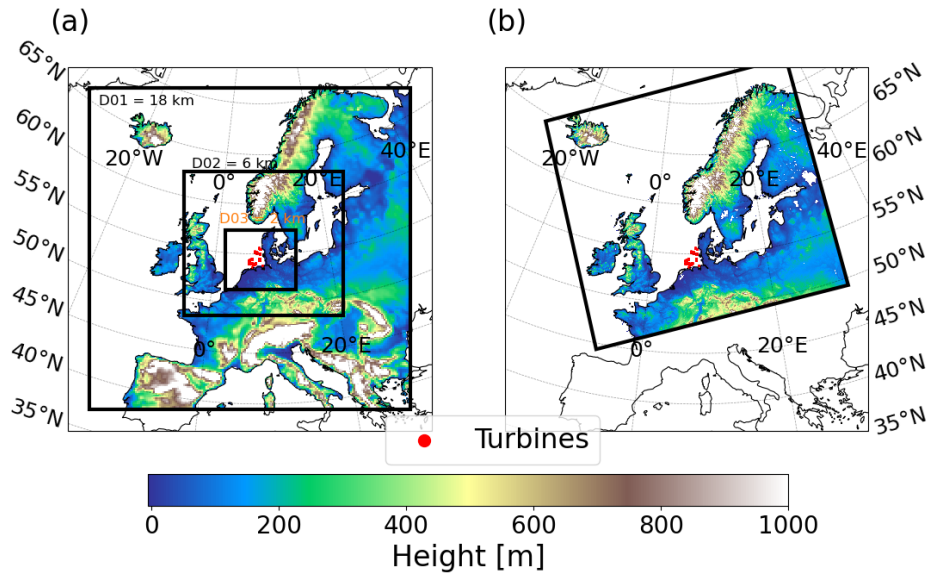 (a)
(b)
65°N
60°N
55°N
50°N
45°N
40°N
35°N
D01 = 18 km
20°W
40°E
D02 = 6 km
0°
20°E
D03 = 2 km
0°
20°E
20°W
0°
20°E
0°
20°E
65°N
60°N
55°N
50°N
45°N
40°N
35°N
Turbines
0
200
400
600
800
1000
Height [m]